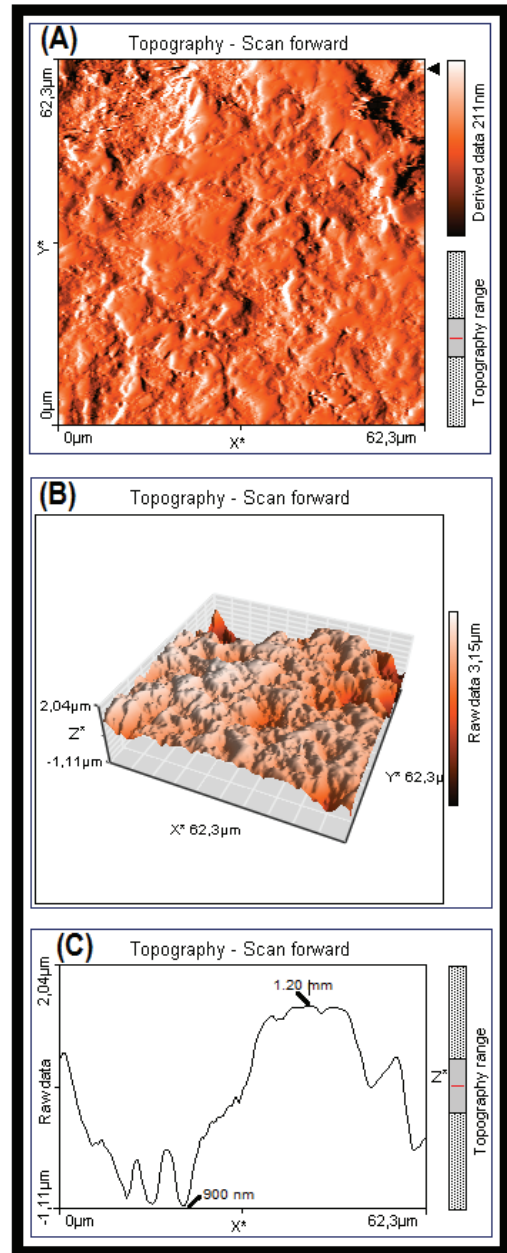 (A)
Topography - Scan forward
62,3µm
Y*
0µm
0µm
X*
62,3µm
Derived data 211nm
Topography range
(B)
Topography - Scan forward
2,04µm
Z*
-1,11µm
X* 62,3µm
Y* 62,3µ
Raw data 3,15µm
(C)
Topography - Scan forward
2,04µm
Raw data
-1,11µm
1.20 mm
900 nm
0µm
X*
62,3µm
Z*
Topography range